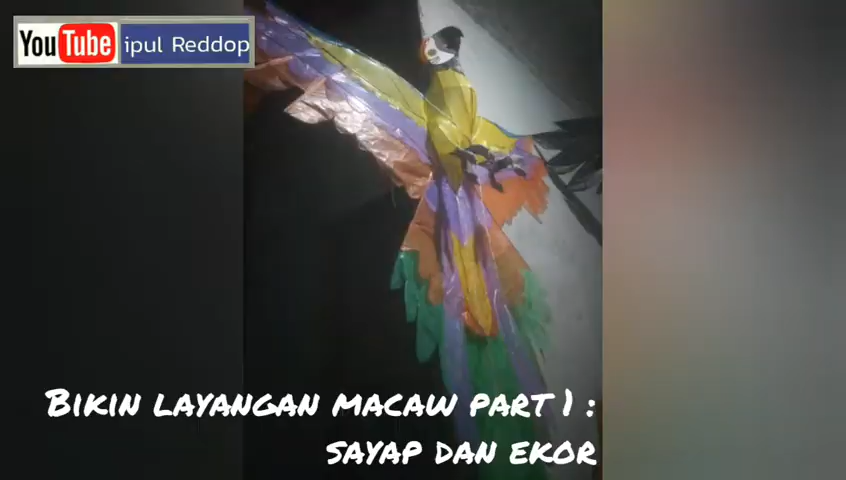 YouTube ipul Reddop
BIKIN LAYANGAN MACAW PART 1 :
SAYAP DAN EKOR